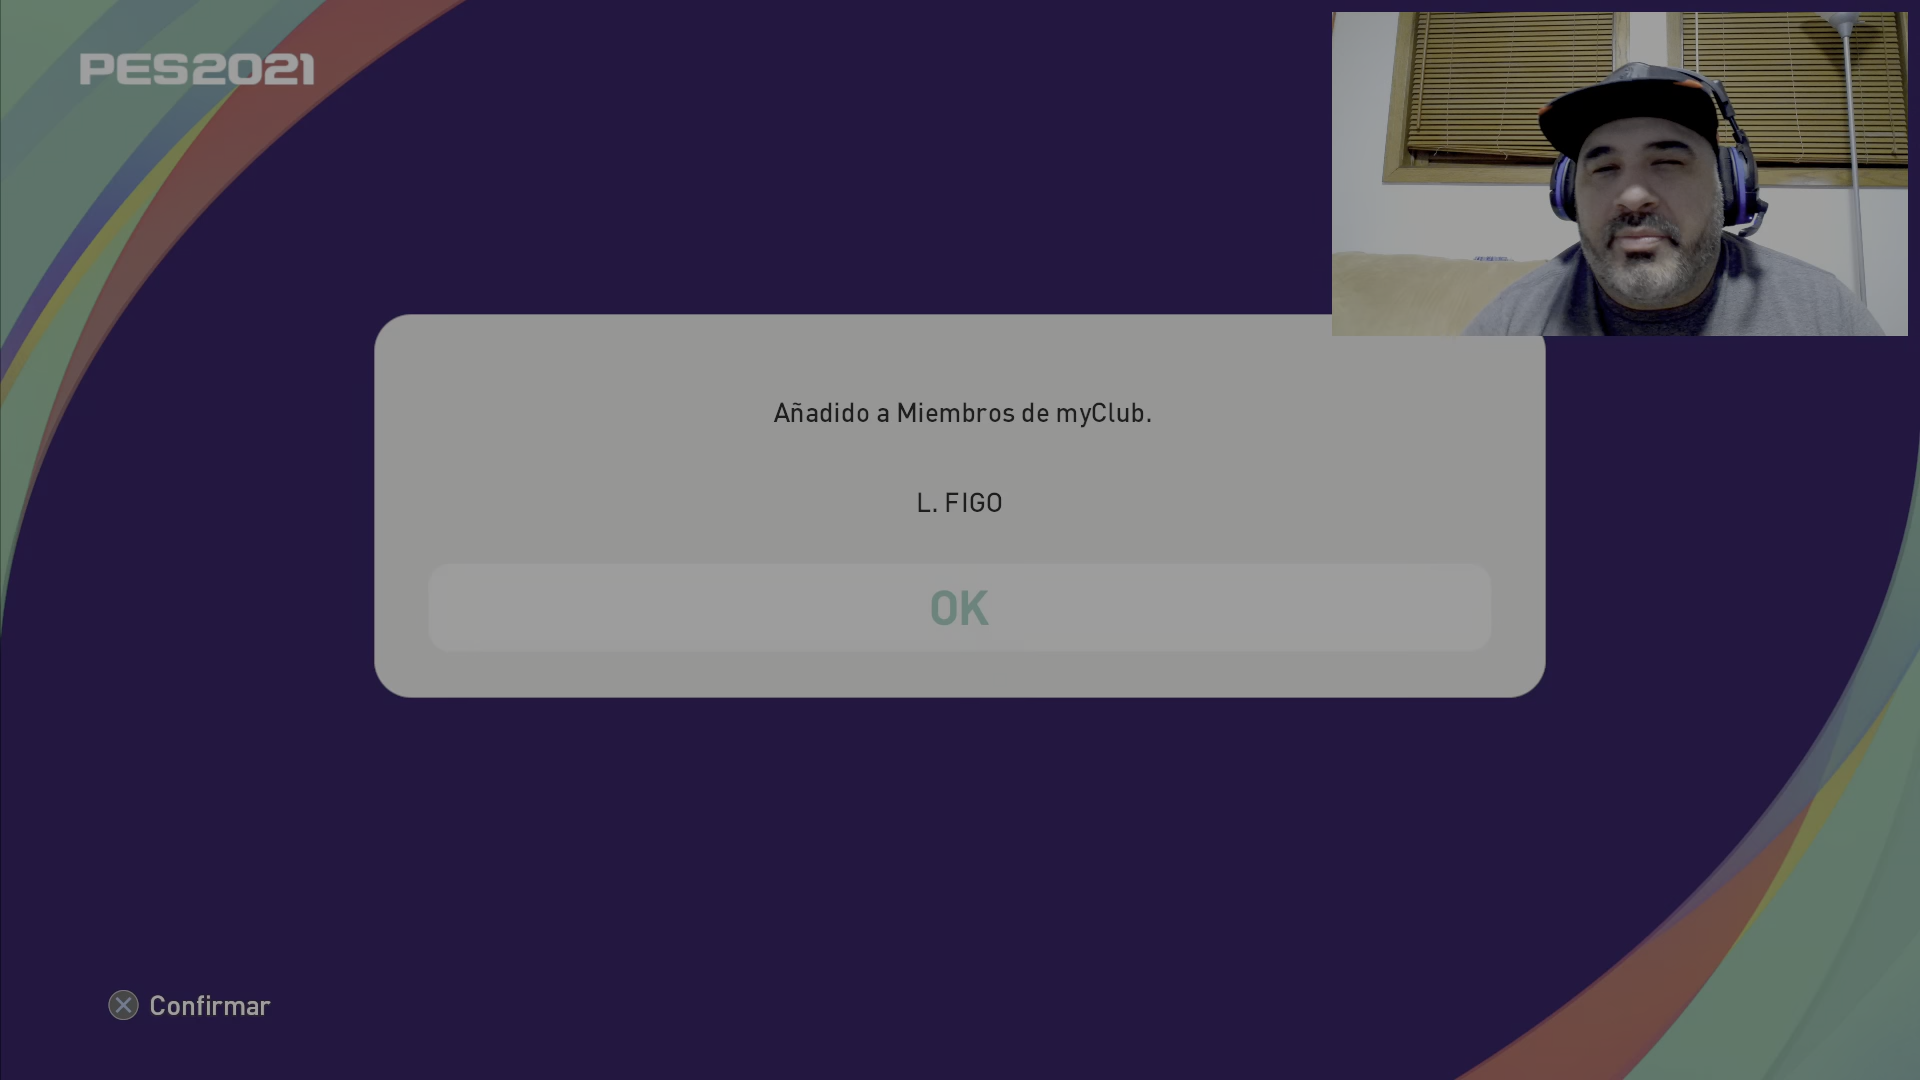 PES2021
Añadido a Miembros de myClub.
L. FIGO
OK
Confirmar